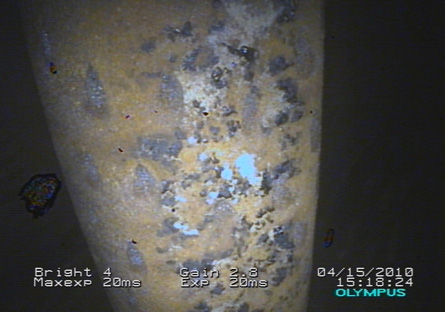 Bright 4 Gain 2.8 04/15/2010
Maxexp 20ms Exp 20ms 15:18:24
OLYMPUS